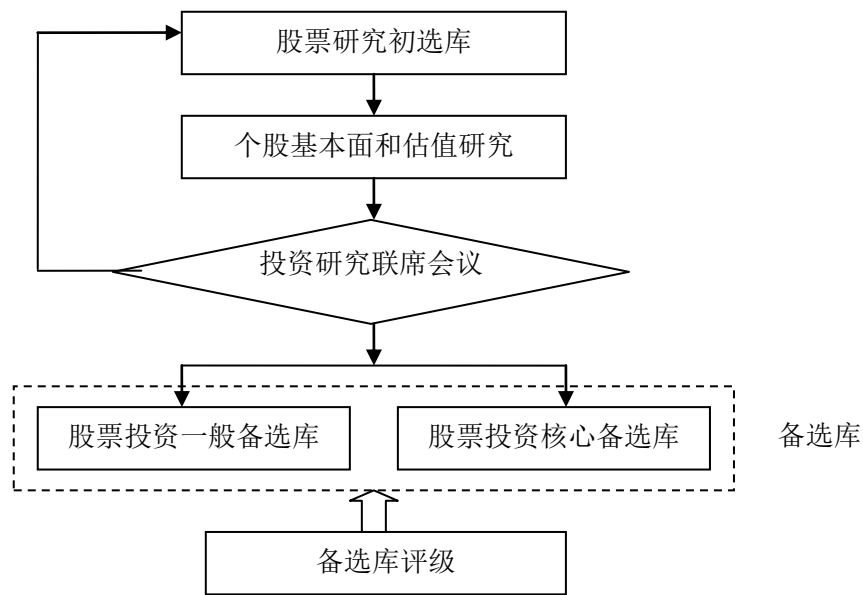 股票研究初选库
个股基本面和估值研究
投资研究联席会议
股票投资一般备选库
股票投资核心备选库
备选库
备选库评级